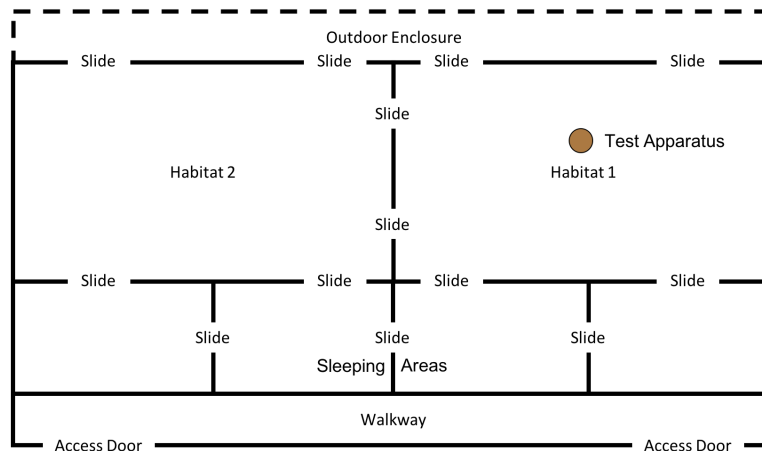 Outdoor Enclosure
Slide Slide Slide Slide
Slide
Test Apparatus
Habitat 2 Habitat 1
Slide
Slide Slide Slide Slide
Slide Slide Slide
Sleeping Areas
Walkway
Access Door Access Door